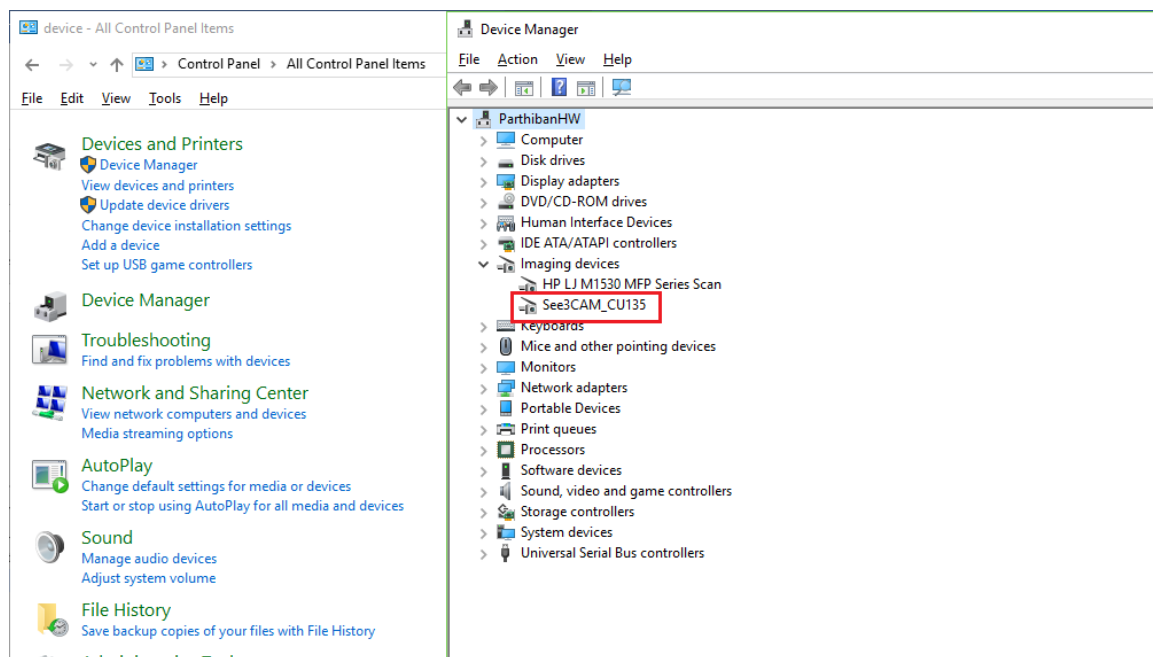 device - All Control Panel Items
Control Panel > All Control Panel Items
File Edit View Tools Help
Devices and Printers
Device Manager
View devices and printers
Update device drivers
Change device installation settings
Add a device
Set up USB game controllers
Device Manager
Troubleshooting
Find and fix problems with devices
Network and Sharing Center
View network computers and devices
Media streaming options
AutoPlay
Change default settings for media or devices
Start or stop using AutoPlay for all media and devices
Sound
Manage audio devices
Adjust system volume
File History
Save backup copies of your files with File History
Device Manager
File Action View Help
ParthibanHW
Computer
Disk drives
Display adapters
DVD/CD-ROM drives
Human Interface Devices
IDE ATA/ATAPI controllers
Imaging devices
HP LJ M1530 MFP Series Scan
See3CAM_CU135
Keyboards
Mice and other pointing devices
Monitors
Network adapters
Portable Devices
Print queues
Processors
Software devices
Sound, video and game controllers
Storage controllers
System devices
Universal Serial Bus controllers